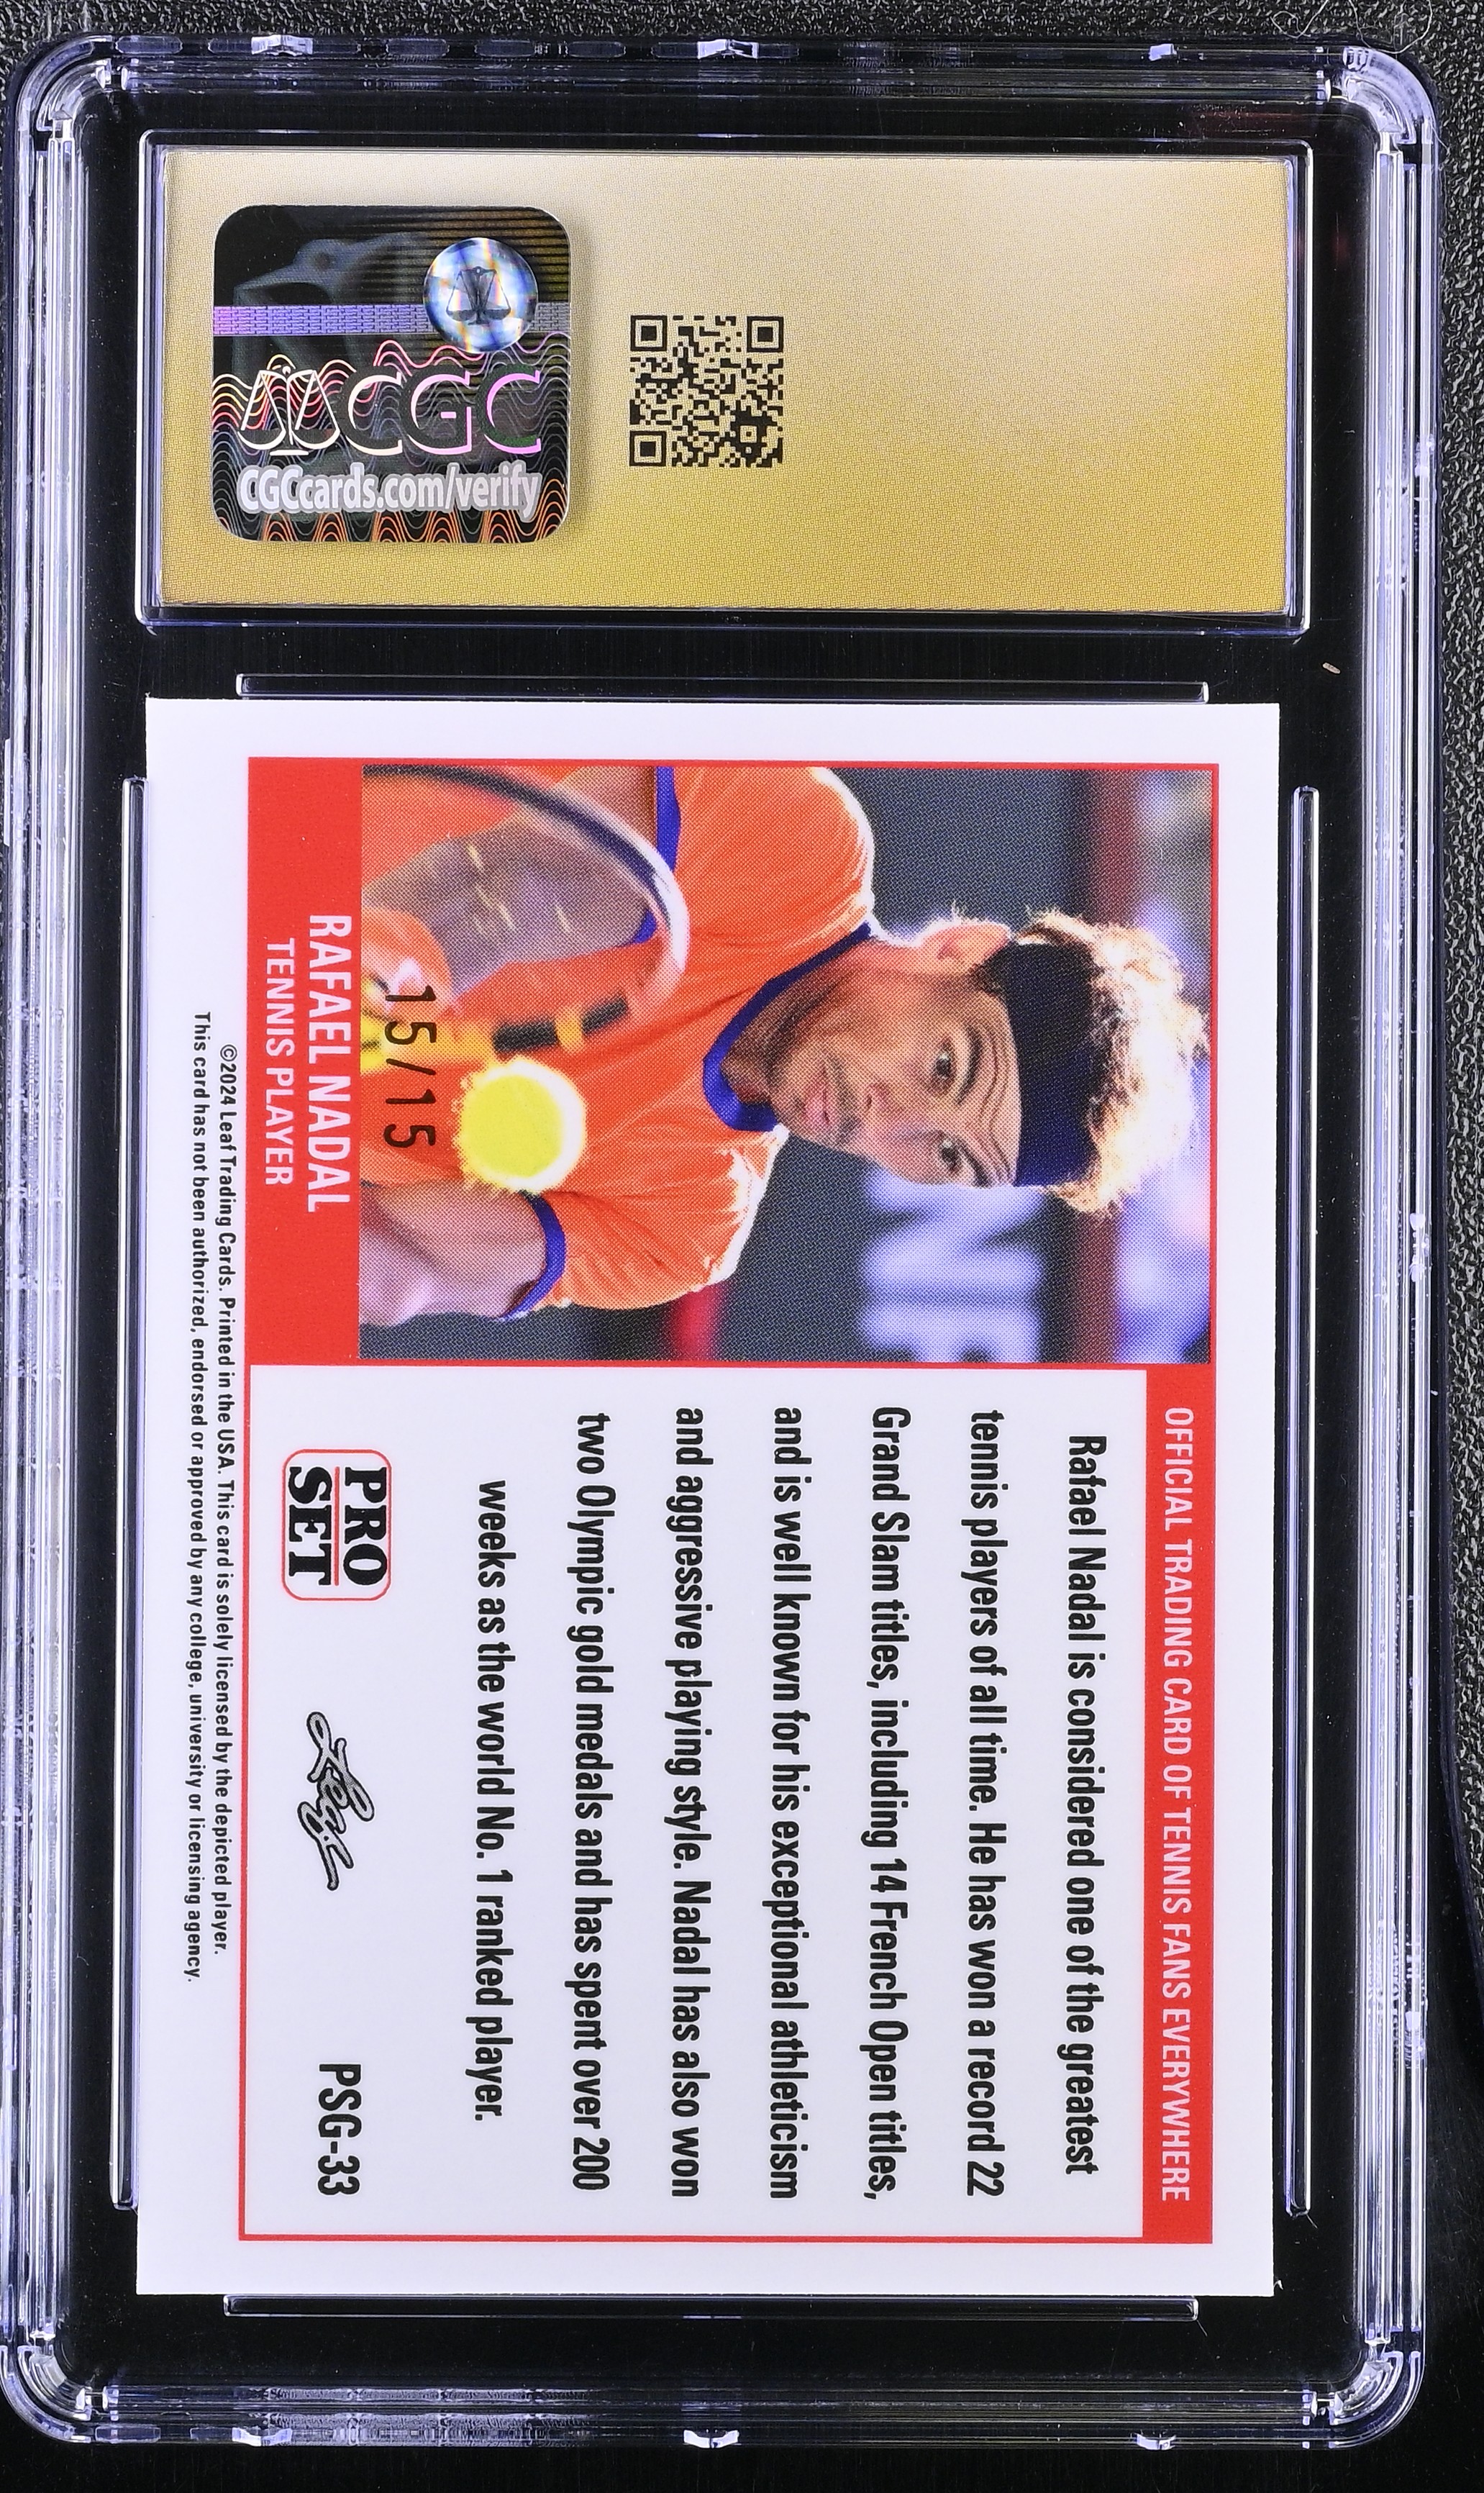 CGC
CGCcards.com/verify
OFFICIAL TRADING CARD OF TENNIS FANS EVERYWHERE
Rafael Nadal is considered one of the greatest
tennis players of all time. He has won a record 22
Grand Slam titles, including 14 French Open titles,
and is well known for his exceptional athleticism
and aggressive playing style. Nadal has also won
two Olympic gold medals and has spent over 200
weeks as the world No. 1 ranked player.
15/15
RAFAEL NADAL
TENNIS PLAYER
PRO
SET
Leaf
PSG-33
©2024 Leaf Trading Cards. Printed in the USA. This card is solely licensed by the depicted player.
This card has not been authorized, endorsed or approved by any college, university or licensing agency.